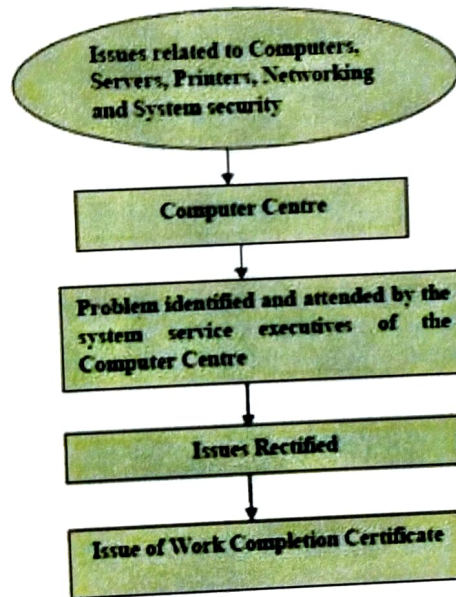 Issues related to Computers,
Servers, Printers, Networking
and System security
Computer Centre
Problem identified and attended by the
system service executives of the
Computer Centre
Issues Rectified
Issue of Work Completion Certificate